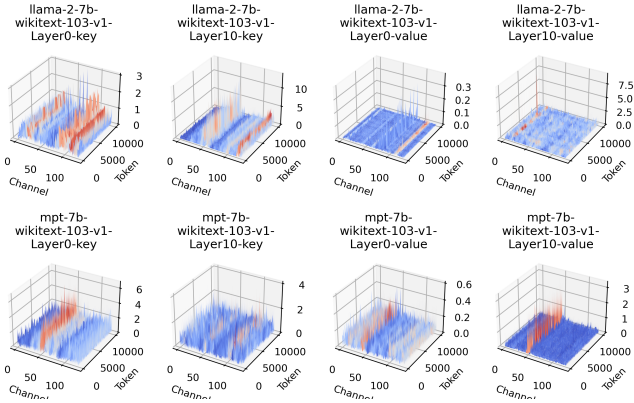 llama-2-7b- llama-2-7b- llama-2-7b- llama-2-7b-
wikitext-103-v1- wikitext-103-v1- wikitext-103-v1- wikitext-103-v1-
Layer0-key Layer10-key Layer0-value Layer10-value
3 2 1 0 10 5 0 0.3 0.2 0.1 0.0 7.5 5.0 2.5 0.0
10000 10000 10000 10000
5000 5000 5000 5000
0 50 100 0 0 50 100 0 0 50 100 0 0 50 100 0
Channel Token Channel Token Channel Token Channel Token
mpt-7b- mpt-7b- mpt-7b- mpt-7b-
wikitext-103-v1- wikitext-103-v1- wikitext-103-v1- wikitext-103-v1-
Layer0-key Layer10-key Layer0-value Layer10-value
6 4 2 0 4 2 0 0.6 0.4 0.2 0.0 3 2 1 0
10000 10000 10000 10000
5000 5000 5000 5000
0 50 100 0 0 50 100 0 0 50 100 0 0 50 100 0
Channel Token Channel Token Channel Token Channel Token